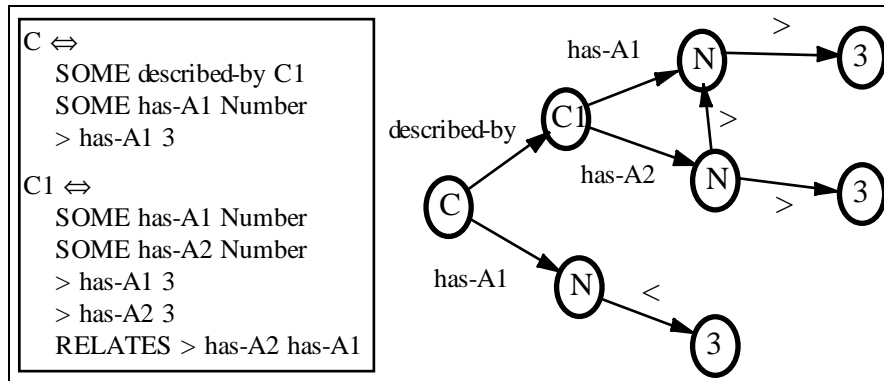 C ⇔
SOME described-by C1
SOME has-A1 Number
> has-A1 3
C1 ⇔
SOME has-A1 Number
SOME has-A2 Number
> has-A1 3
> has-A2 3
RELATES > has-A2 has-A1
>
has-A1
N
3
C1
>
described-by
has-A2
N
3
>
C
has-A1
N
<
3